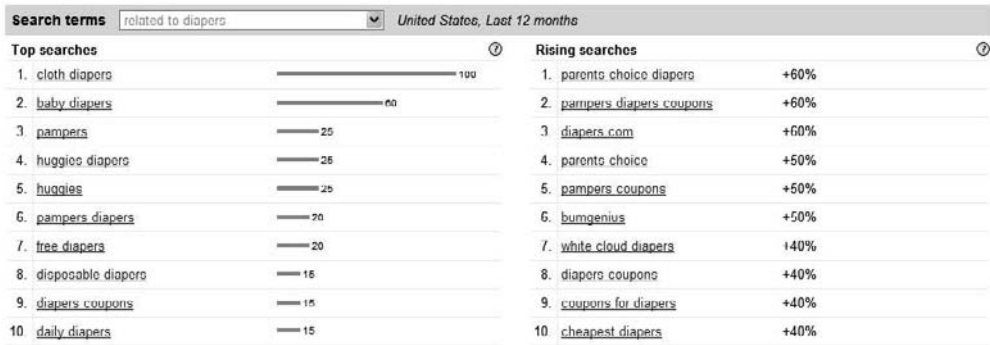 Search terms related to diapers United States, Last 12 months
Top searches
1. cloth diapers 100
2. baby diapers 60
3. pampers 25
4. huggies diapers 25
5. huggies 25
6. pampers diapers 20
7. free diapers 20
8. disposable diapers 15
9. diapers coupons 15
10. daily diapers 15
Rising searches
1. parents choice diapers +60%
2. pampers diapers coupons +60%
3. diapers.com +60%
4. parents choice +50%
5. pampers coupons +50%
6. bumgenius +50%
7. white cloud diapers +40%
8. diapers coupons +40%
9. coupons for diapers +40%
10. cheapest diapers +40%